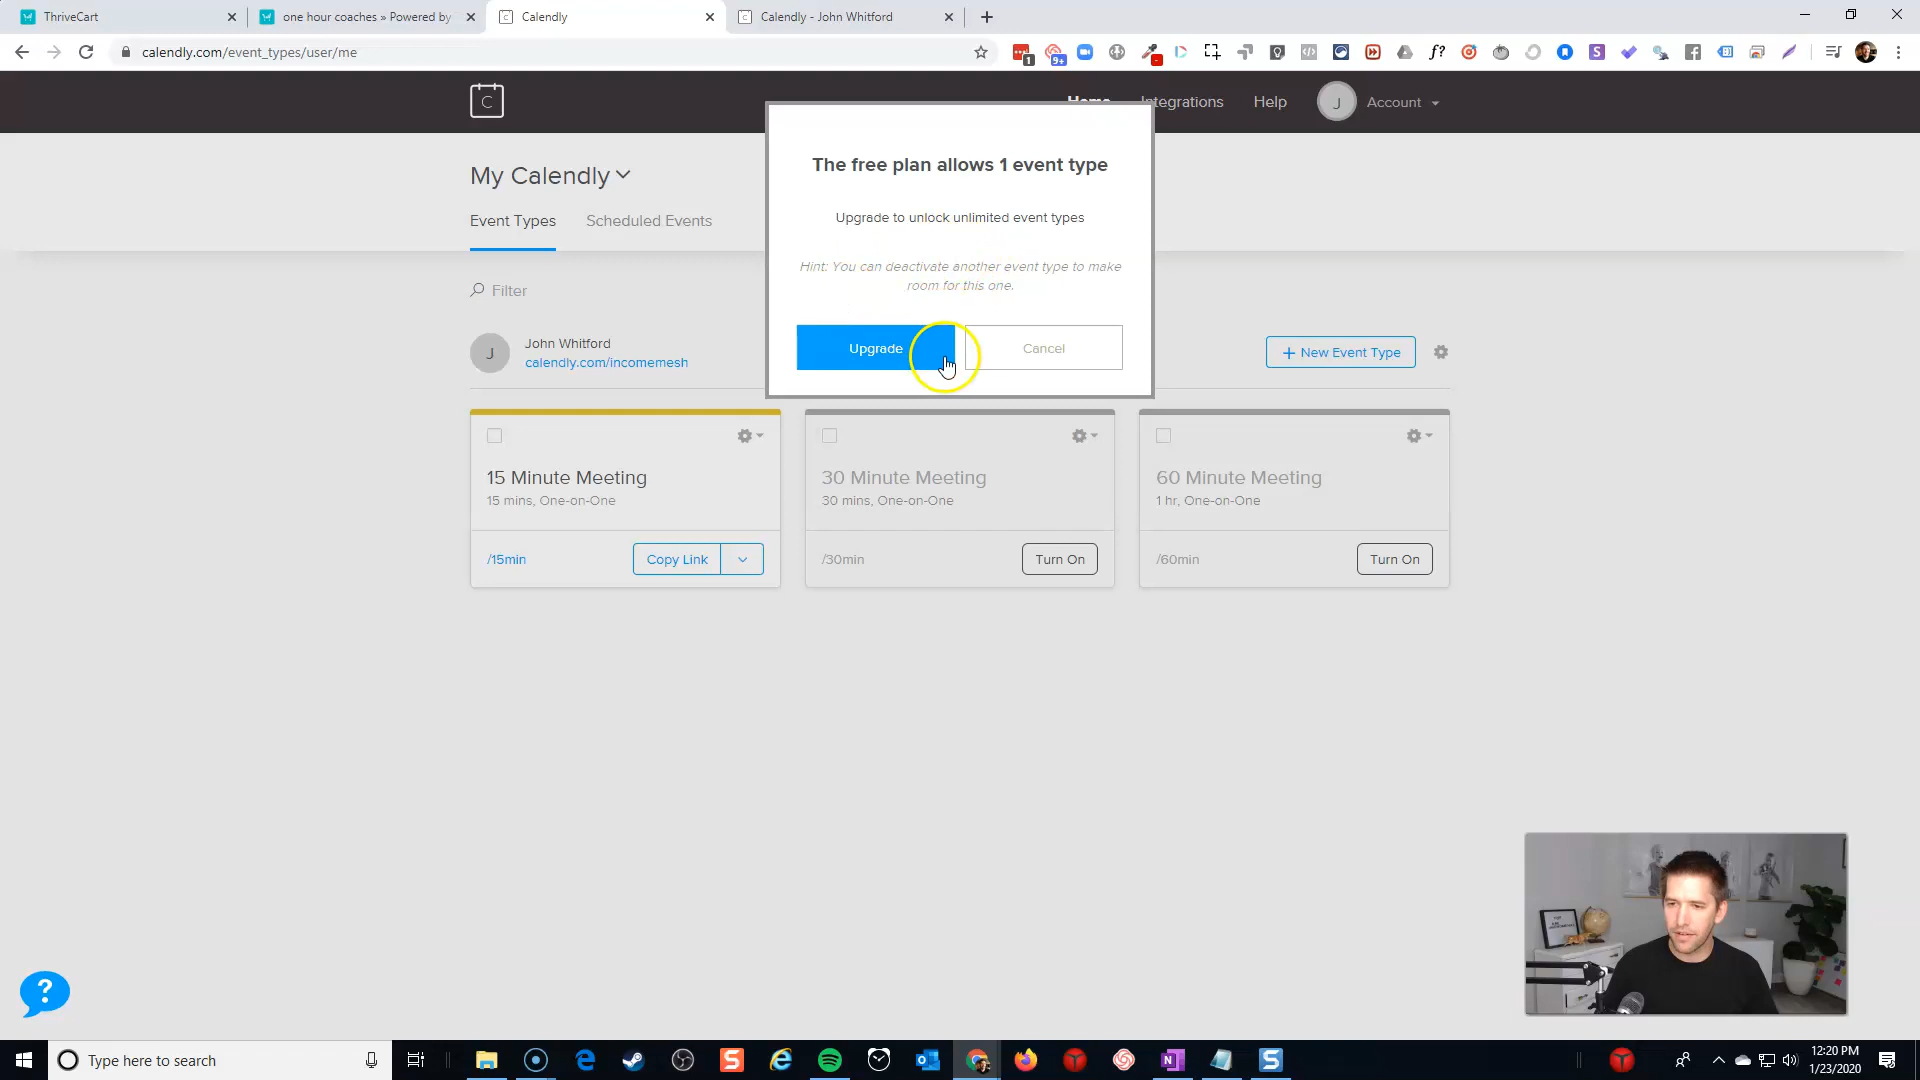 ThriveCart
one hour coaches » Powered by
Calendly
Calendly - John Whitford
calendly.com/event_types/user/me
1
9+
f?
S
C
Home
Integrations
Help
J
Account
My Calendly
Event Types
Scheduled Events
The free plan allows 1 event type
Upgrade to unlock unlimited event types
Hint: You can deactivate another event type to make
room for this one.
Upgrade
Cancel
Filter
J
John Whitford
calendly.com/incomemesh
+ New Event Type
15 Minute Meeting
15 mins, One-on-One
/15min
Copy Link
30 Minute Meeting
30 mins, One-on-One
/30min
Turn On
60 Minute Meeting
1 hr, One-on-One
/60min
Turn On
?
Type here to search
12:20 PM
1/23/2020